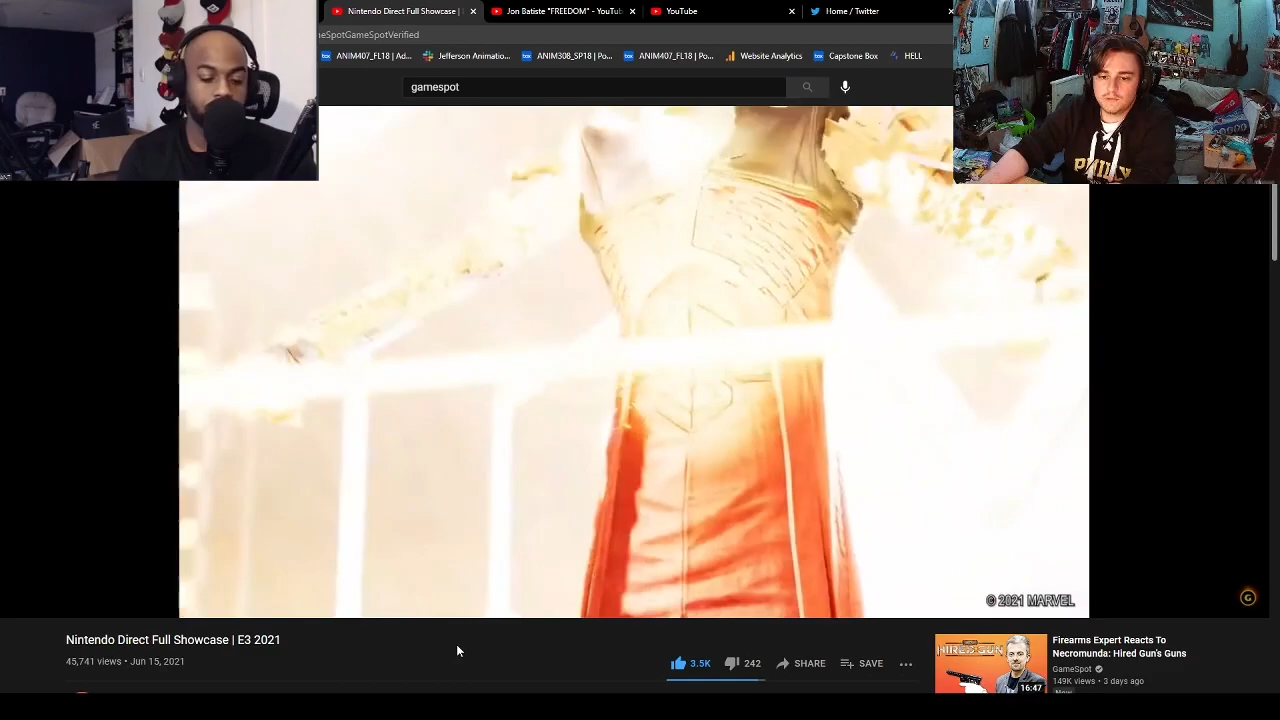 Nintendo Direct Full Showcase |
Jon Batiste "FREEDOM" - YouTub
YouTube
Home / Twitter
eSpotGameSpotVerified
ANIM407_FL18 | Ad...
Jefferson Animatio...
ANIM308_SP18 | Po...
ANIM407_FL18 | Po...
Website Analytics
Capstone Box
HELL
gamespot
PHILLY
© 2021 MARVEL
G
Nintendo Direct Full Showcase | E3 2021
45,741 views • Jun 15, 2021
3.5K
242
SHARE
SAVE
HIRED GUN
16:47
Firearms Expert Reacts To
Necromunda: Hired Gun's Guns
GameSpot
149K views • 3 days ago
New